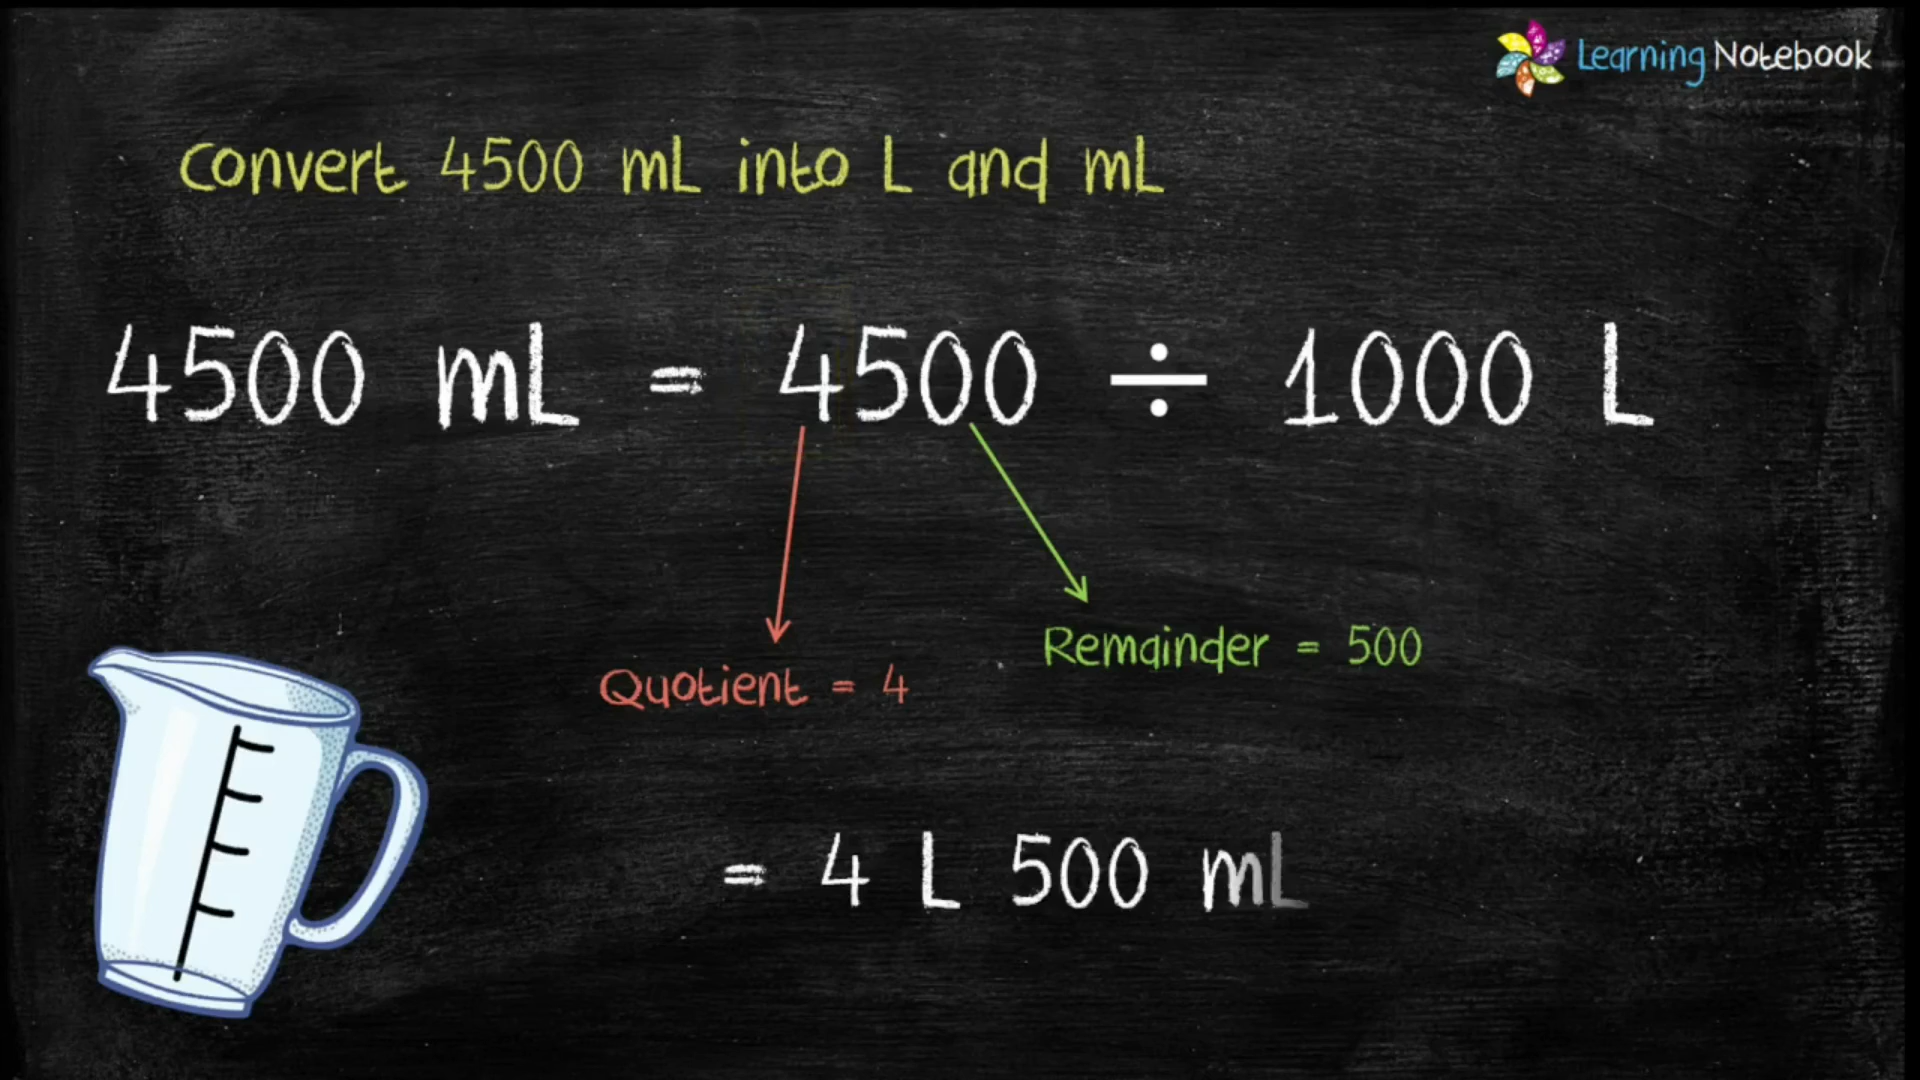 Learning Notebook
Convert 4500 mL into L and mL
4500 mL = 4500 ÷ 1000 L
Remainder = 500
Quotient = 4
= 4 L 500 mL